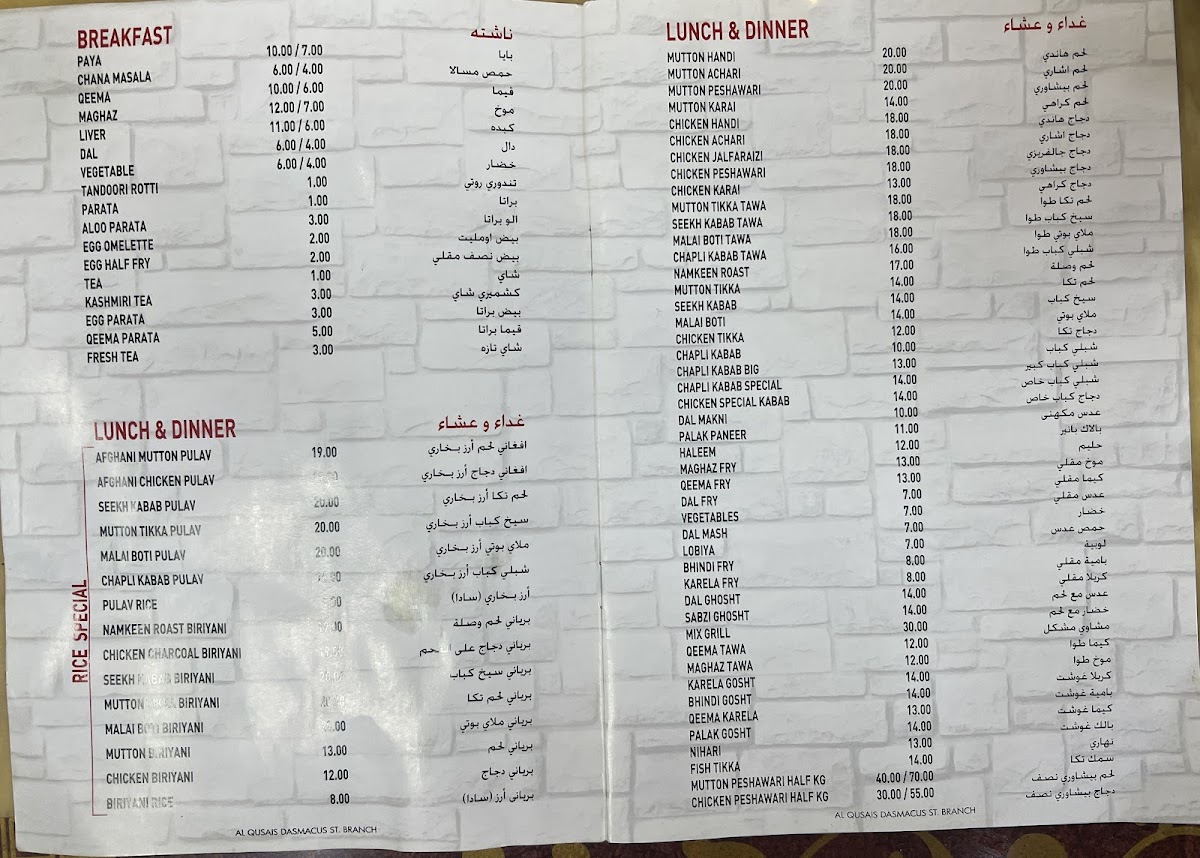 BREAKFAST ناشته
PAYA 10.00 / 7.00 بايا
CHANA MASALA 6.00 / 4.00 حمص مسالا
QEEMA 10.00 / 6.00 قيما
MAGHAZ 12.00 / 7.00 موخ
LIVER 11.00 / 6.00 كبده
DAL 6.00 / 4.00 دال
VEGETABLE 6.00 / 4.00 خضار
TANDOORI ROTTI 1.00 تندوري روتي
PARATA 1.00 براتا
ALOO PARATA 3.00 الو براتا
EGG OMELETTE 2.00 بيض اومليت
EGG HALF FRY 2.00 بيض نصف مقلي
TEA 1.00 شاي
KASHMIRI TEA 3.00 كشميري شاي
EGG PARATA 3.00 بيض براتا
QEEMA PARATA 5.00 قيما براتا
FRESH TEA 3.00 شاي تازه
LUNCH & DINNER غداء و عشاء
RICE SPECIAL
AFGHANI MUTTON PULAV 19.00 افغاني لحم أرز بخاري
AFGHANI CHICKEN PULAV افغاني دجاج أرز بخاري
SEEKH KABAB PULAV 20.00 لحم تكا أرز بخاري
MUTTON TIKKA PULAV 20.00 سيخ كباب أرز بخاري
MALAI BOTI PULAV 20.00 ملاي بوتي أرز بخاري
CHAPLI KABAB PULAV شبلي كباب أرز بخاري
PULAV RICE أرز بخاري (سادا)
NAMKEEN ROAST BIRIYANI برياني لحم وصلة
CHICKEN CHARCOAL BIRIYANI برياني دجاج على
SEEKH KABAB BIRIYANI برياني سيخ كباب
MUTTON BIRIYANI برياني لحم تكا
MALAI BOTI BIRIYANI برياني ملاي بوتي
MUTTON BIRIYANI 13.00 برياني لحم
CHICKEN BIRIYANI 12.00 برياني دجاج
BIRIYANI RICE 8.00 برياني أرز (سادا)
AL QUSAIS DASMACUS ST. BRANCH
LUNCH & DINNER غداء و عشاء
MUTTON HANDI 20.00 لحم هاندي
MUTTON ACHARI 20.00 لحم اشاري
MUTTON PESHAWARI 20.00 لحم بيشاوري
MUTTON KARAI 14.00 لحم كراهي
CHICKEN HANDI 18.00 دجاج هاندي
CHICKEN ACHARI 18.00 دجاج اشاري
CHICKEN JALFARAIZI 18.00 دجاج جالفريزي
CHICKEN PESHAWARI 18.00 دجاج بيشاوري
CHICKEN KARAI 13.00 دجاج كراهي
MUTTON TIKKA TAWA 18.00 لحم تكا طوا
SEEKH KABAB TAWA 18.00 سيخ كباب طوا
MALAI BOTI TAWA 18.00 ملاي بوتي طوا
CHAPLI KABAB TAWA 16.00 شبلي كباب طوا
NAMKEEN ROAST 17.00 لحم وصلة
MUTTON TIKKA 14.00 لحم تكا
SEEKH KABAB 14.00 سيخ كباب
MALAI BOTI 14.00 ملاي بوتي
CHICKEN TIKKA 12.00 دجاج تكا
CHAPLI KABAB 10.00 شبلي كباب
CHAPLI KABAB BIG 13.00 شبلي كباب كبير
CHAPLI KABAB SPECIAL 14.00 شبلي كباب خاص
CHICKEN SPECIAL KABAB 14.00 دجاج كباب خاص
DAL MAKNI 10.00 عدس مكهنى
PALAK PANEER 11.00 بالاك بانير
HALEEM 12.00 حليم
MAGHAZ FRY 13.00 موخ مقلي
QEEMA FRY 13.00 كيما مقلي
DAL FRY 7.00 عدس مقلي
VEGETABLES 7.00 خضار
DAL MASH 7.00 حمص عدس
LOBIYA 7.00 لوبية
BHINDI FRY 8.00 بامية مقلي
KARELA FRY 8.00 كريلا مقلي
DAL GHOSHT 14.00 عدس مع لحم
SABZI GHOSHT 14.00 خضار مع لحم
MIX GRILL 30.00 مشاوي مشكل
QEEMA TAWA 12.00 كيما طوا
MAGHAZ TAWA 12.00 موخ طوا
KARELA GOSHT 14.00 كريلا غوشت
BHINDI GOSHT 14.00 بامية غوشت
QEEMA KARELA 13.00 كيما غوشت
PALAK GOSHT 14.00 بالك غوشت
NIHARI 13.00 نهاري
FISH TIKKA 14.00 سمك تكا
MUTTON PESHAWARI HALF KG 40.00 / 70.00 لحم بيشاوري نصف
CHICKEN PESHAWARI HALF KG 30.00 / 55.00 دجاج بيشاوري نصف
AL QUSAIS DASMACUS ST. BRANCH